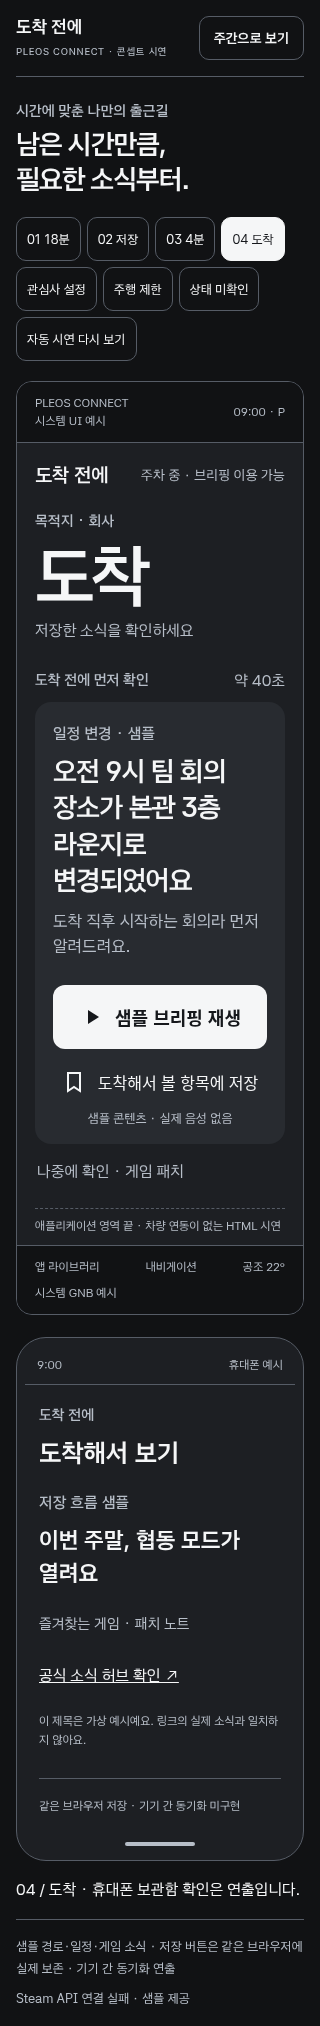 도착 전에
PLEOS CONNECT · 콘셉트 시연
주간으로 보기
시간에 맞춘 나만의 출근길
남은 시간만큼,
필요한 소식부터.
01 18분
02 저장
03 4분
04 도착
관심사 설정
주행 제한
상태 미확인
자동 시연 다시 보기
PLEOS CONNECT
시스템 UI 예시
09:00 · P
도착 전에
주차 중 · 브리핑 이용 가능
목적지 · 회사
도착
저장한 소식을 확인하세요
도착 전에 먼저 확인
약 40초
일정 변경 · 샘플
오전 9시 팀 회의
장소가 본관 3층
라운지로
변경되었어요
도착 직후 시작하는 회의라 먼저
알려드려요.
샘플 브리핑 재생
도착해서 볼 항목에 저장
샘플 콘텐츠 · 실제 음성 없음
나중에 확인 · 게임 패치
애플리케이션 영역 끝 · 차량 연동이 없는 HTML 시연
앱 라이브러리
내비게이션
공조 22°
시스템 GNB 예시
9:00
휴대폰 예시
도착 전에
도착해서 보기
저장 흐름 샘플
이번 주말, 협동 모드가
열려요
즐겨찾는 게임 · 패치 노트
공식 소식 허브 확인 ↗
이 제목은 가상 예시예요. 링크의 실제 소식과 일치하
지 않아요.
같은 브라우저 저장 · 기기 간 동기화 미구현
04 / 도착 · 휴대폰 보관함 확인은 연출입니다.
샘플 경로·일정·게임 소식 · 저장 버튼은 같은 브라우저에
실제 보존 · 기기 간 동기화 연출
Steam API 연결 실패 · 샘플 제공